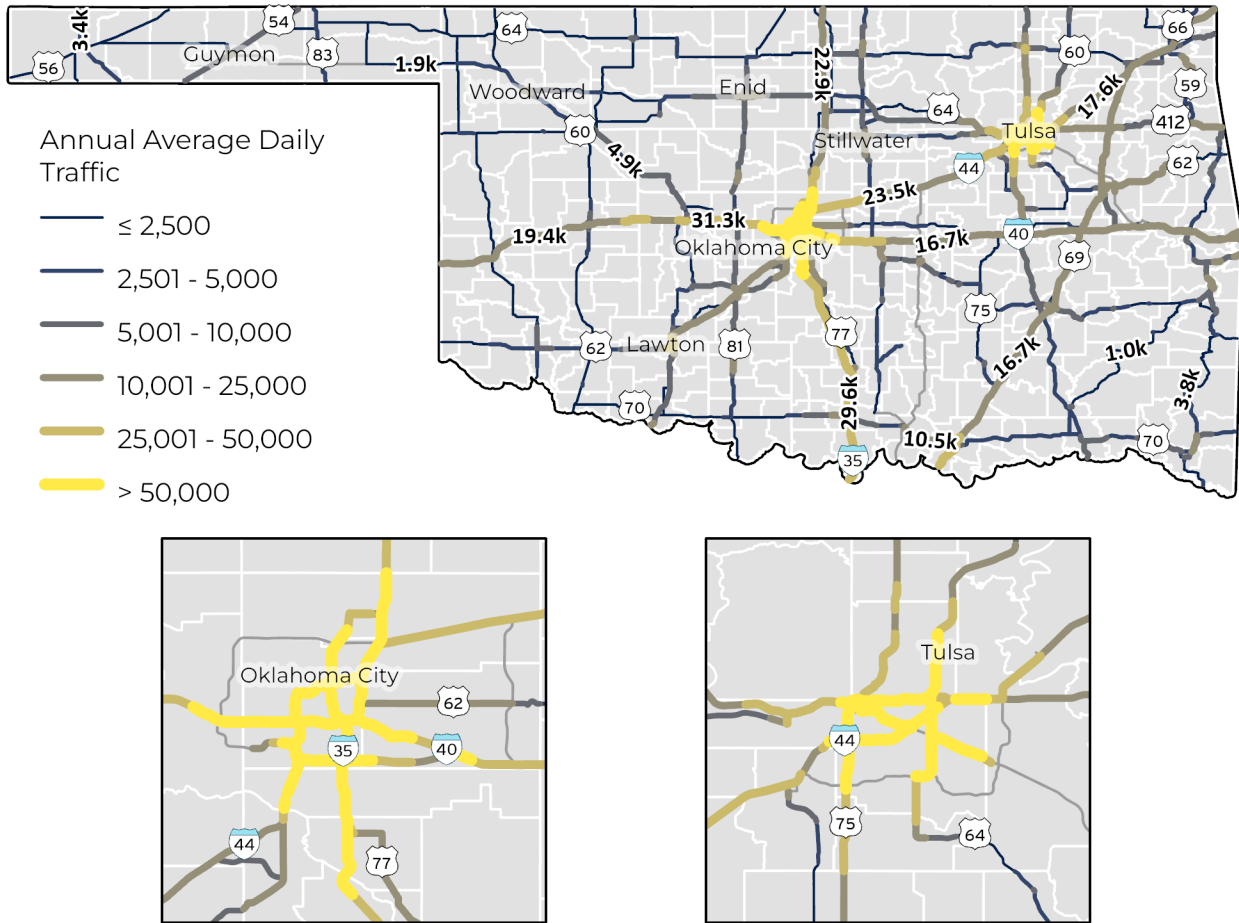 3.4k
54
83
64
56
Guymon
1.9k
Woodward
Enid
22.9k
64
60
66
17.6k
59
412
62
Tulsa
Stillwater
44
60
4.9k
23.5k
31.3k
19.4k
Oklahoma City
16.7k
40
69
75
77
81
Lawton
62
70
29.6k
35
10.5k
16.7k
1.0k
3.8k
70
Annual Average Daily
Traffic
≤ 2,500
2,501 - 5,000
5,001 - 10,000
10,001 - 25,000
25,001 - 50,000
> 50,000
Oklahoma City
62
35
40
44
77
Tulsa
44
75
64